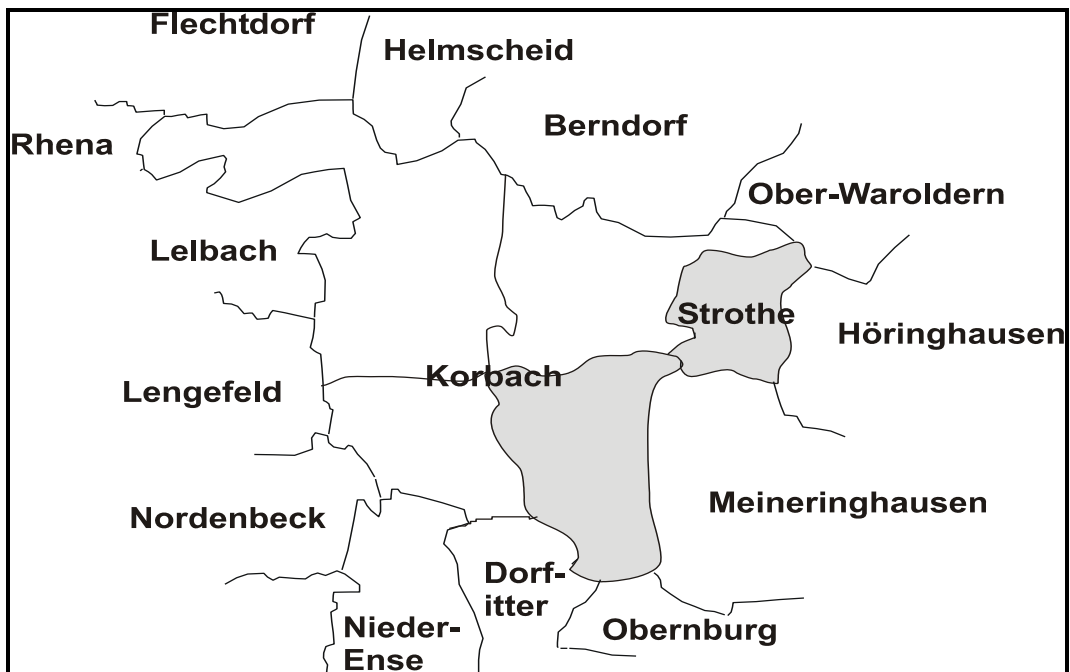 Flechtdorf
Helmscheid
Berndorf
Rhena
Ober-Waroldern
Lelbach
Strothe
Höringhausen
Korbach
Lengefeld
Meineringhausen
Nordenbeck
Dorf-
itter
Nieder-
Ense
Obernburg